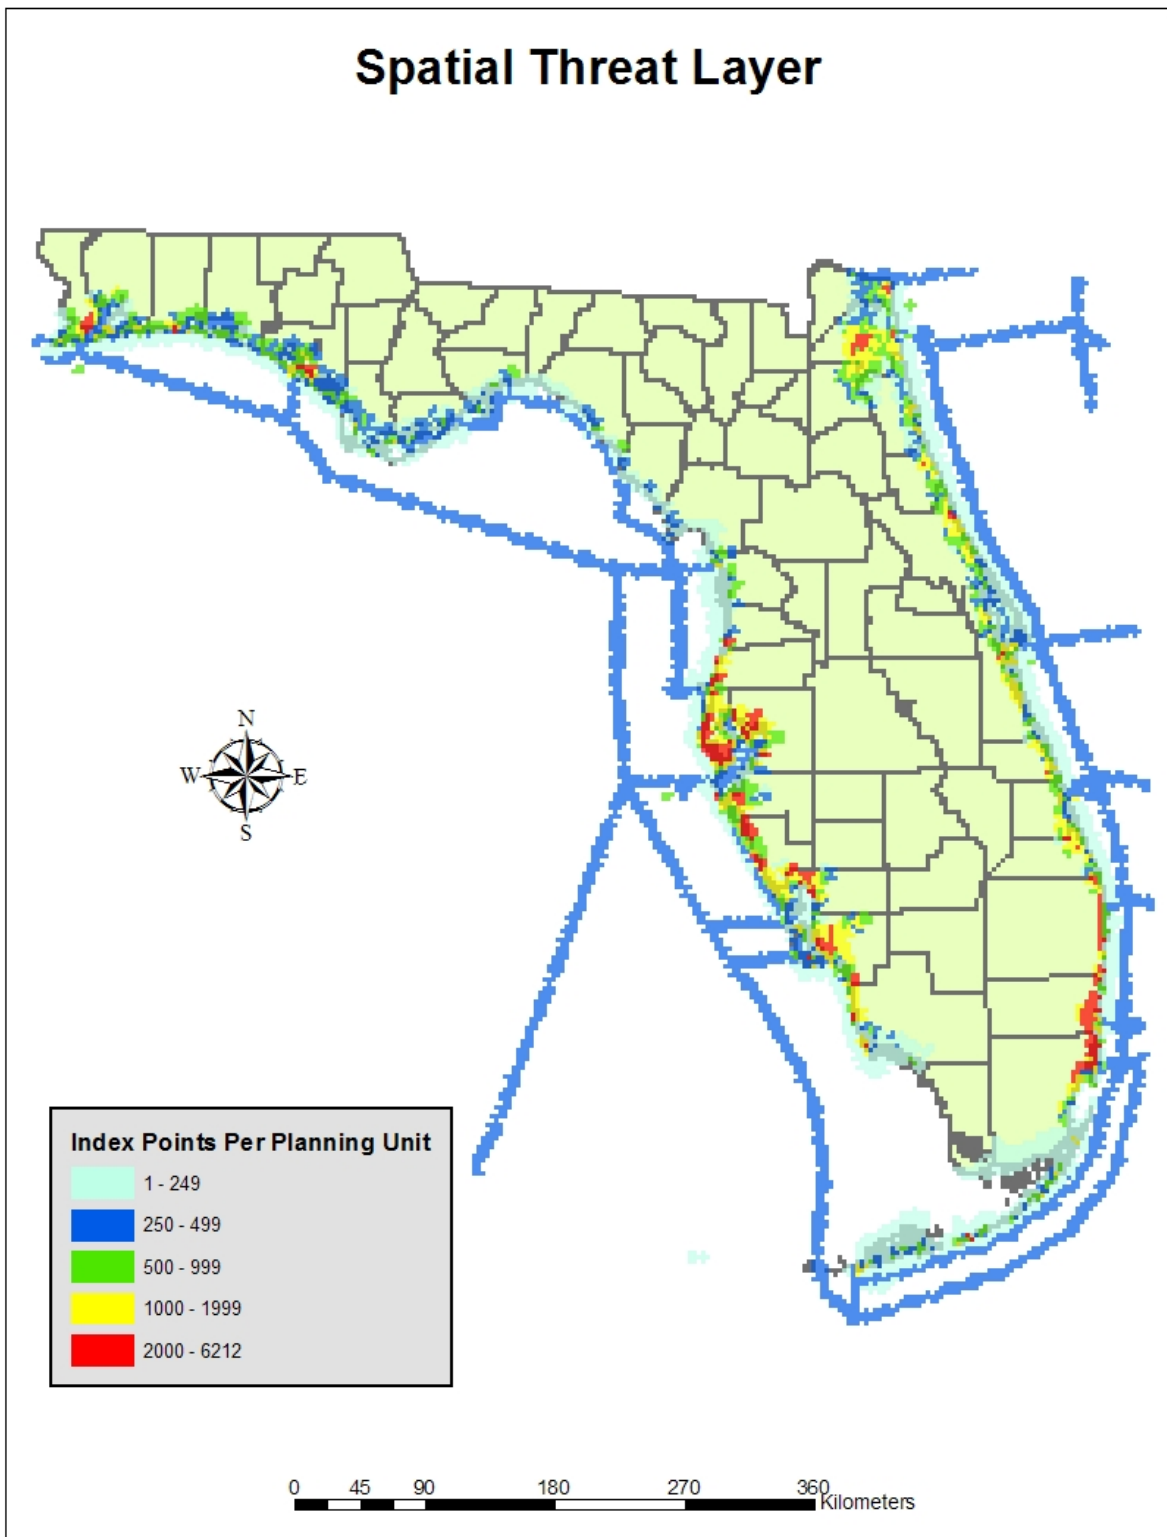 Spatial Threat Layer
N
W E
S
Index Points Per Planning Unit
1 - 249
250 - 499
500 - 999
1000 - 1999
2000 - 6212
0 45 90 180 270 360
Kilometers